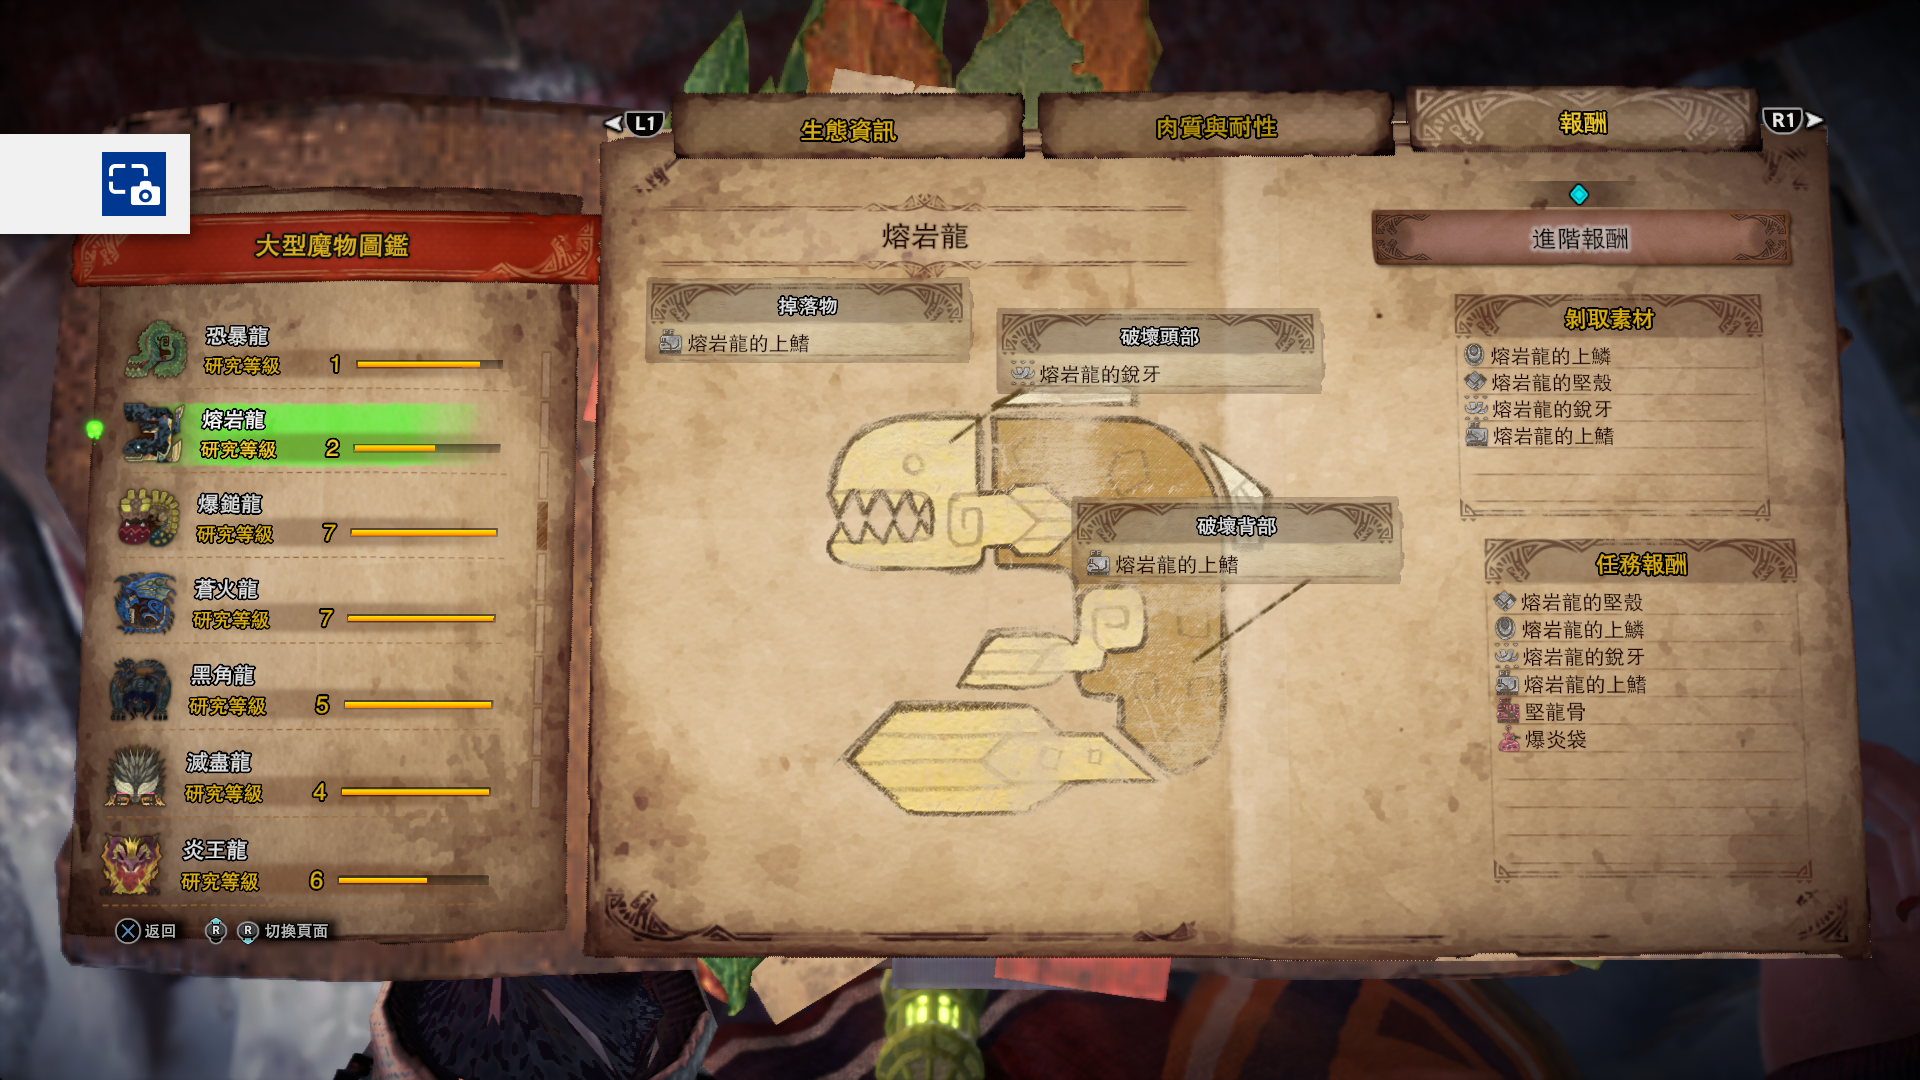 L1
生態資訊
肉質與耐性
報酬
R1
大型魔物圖鑑
恐暴龍
研究等級 1
熔岩龍
研究等級 2
爆鎚龍
研究等級 7
蒼火龍
研究等級 7
黑角龍
研究等級 5
滅盡龍
研究等級 4
炎王龍
研究等級 6
返回
R
R
切換頁面
熔岩龍
掉落物
熔岩龍的上鰭
破壞頭部
熔岩龍的銳牙
破壞背部
熔岩龍的上鰭
進階報酬
剝取素材
熔岩龍的上鱗
熔岩龍的堅殼
熔岩龍的銳牙
熔岩龍的上鰭
任務報酬
熔岩龍的堅殼
熔岩龍的上鱗
熔岩龍的銳牙
熔岩龍的上鰭
堅龍骨
爆炎袋